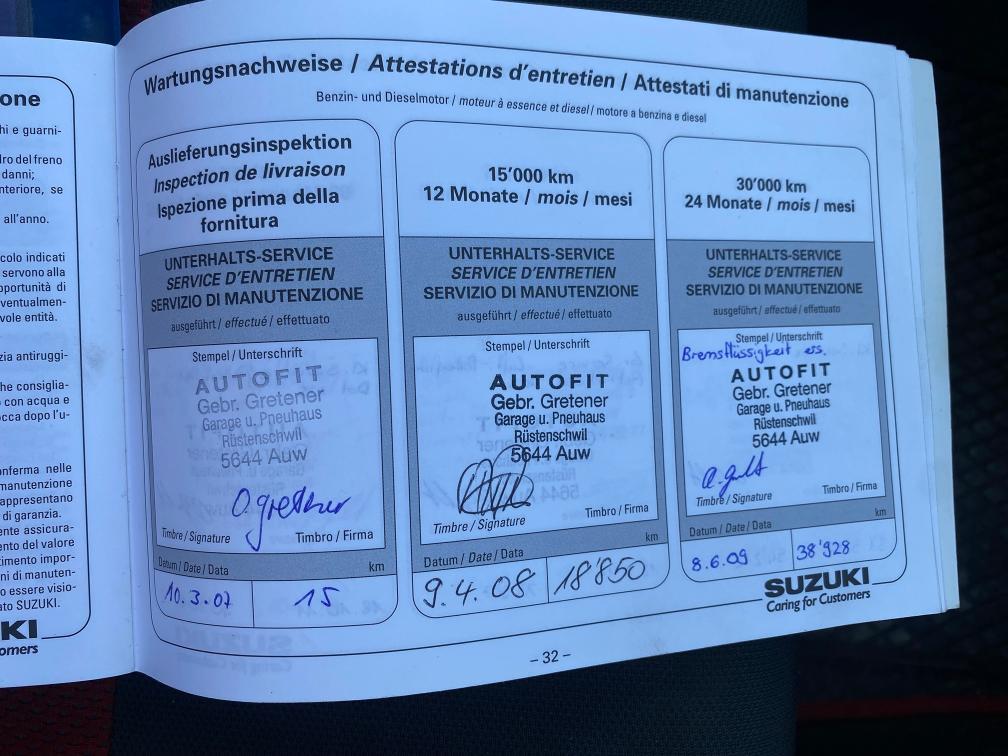 one
hi e guarni-
dro del freno
danni;
nteriore, se
all'anno.
colo indicati
servono alla
pportunità di
ventualmen-
vole entità.
zia antiruggi-
he consiglia-
con acqua e
occa dopo l'u-
onferma nelle
manutenzione
appresentano
di garanzia.
ente assicura-
ento del valore
timento impor-
ni di manuten-
o essere visio-
ato SUZUKI.
KI
omers
Wartungsnachweise / Attestations d'entretien / Attestati di manutenzione
Benzin- und Dieselmotor / moteur à essence et diesel / motore a benzina e diesel
Auslieferungsinspektion
Inspection de livraison
Ispezione prima della
fornitura
UNTERHALTS-SERVICE
SERVICE D'ENTRETIEN
SERVIZIO DI MANUTENZIONE
ausgeführt / effectué / effettuato
Stempel / Unterschrift
AUTOFIT
Gebr. Gretener
Garage u. Pneuhaus
Rüstenschwil
5644 Auw
O. Gretener
Timbre / Signature Timbro / Firma
Datum / Date / Data km
10.3.07 15
15'000 km
12 Monate / mois / mesi
UNTERHALTS-SERVICE
SERVICE D'ENTRETIEN
SERVIZIO DI MANUTENZIONE
ausgeführt / effectué / effettuato
Stempel / Unterschrift
AUTOFIT
Gebr. Gretener
Garage u. Pneuhaus
Rüstenschwil
5644 Auw
Timbre / Signature Timbro / Firma
Datum / Date / Data km
9.4.08 18'850
30'000 km
24 Monate / mois / mesi
UNTERHALTS-SERVICE
SERVICE D'ENTRETIEN
SERVIZIO DI MANUTENZIONE
ausgeführt / effectué / effettuato
Stempel / Unterschrift
Bremsflüssigkeit ers.
AUTOFIT
Gebr. Gretener
Garage u. Pneuhaus
Rüstenschwil
5644 Auw
Timbre / Signature Timbro / Firma
Datum / Date / Data km
8.6.09 38'928
SUZUKI
Caring for Customers
– 32 –